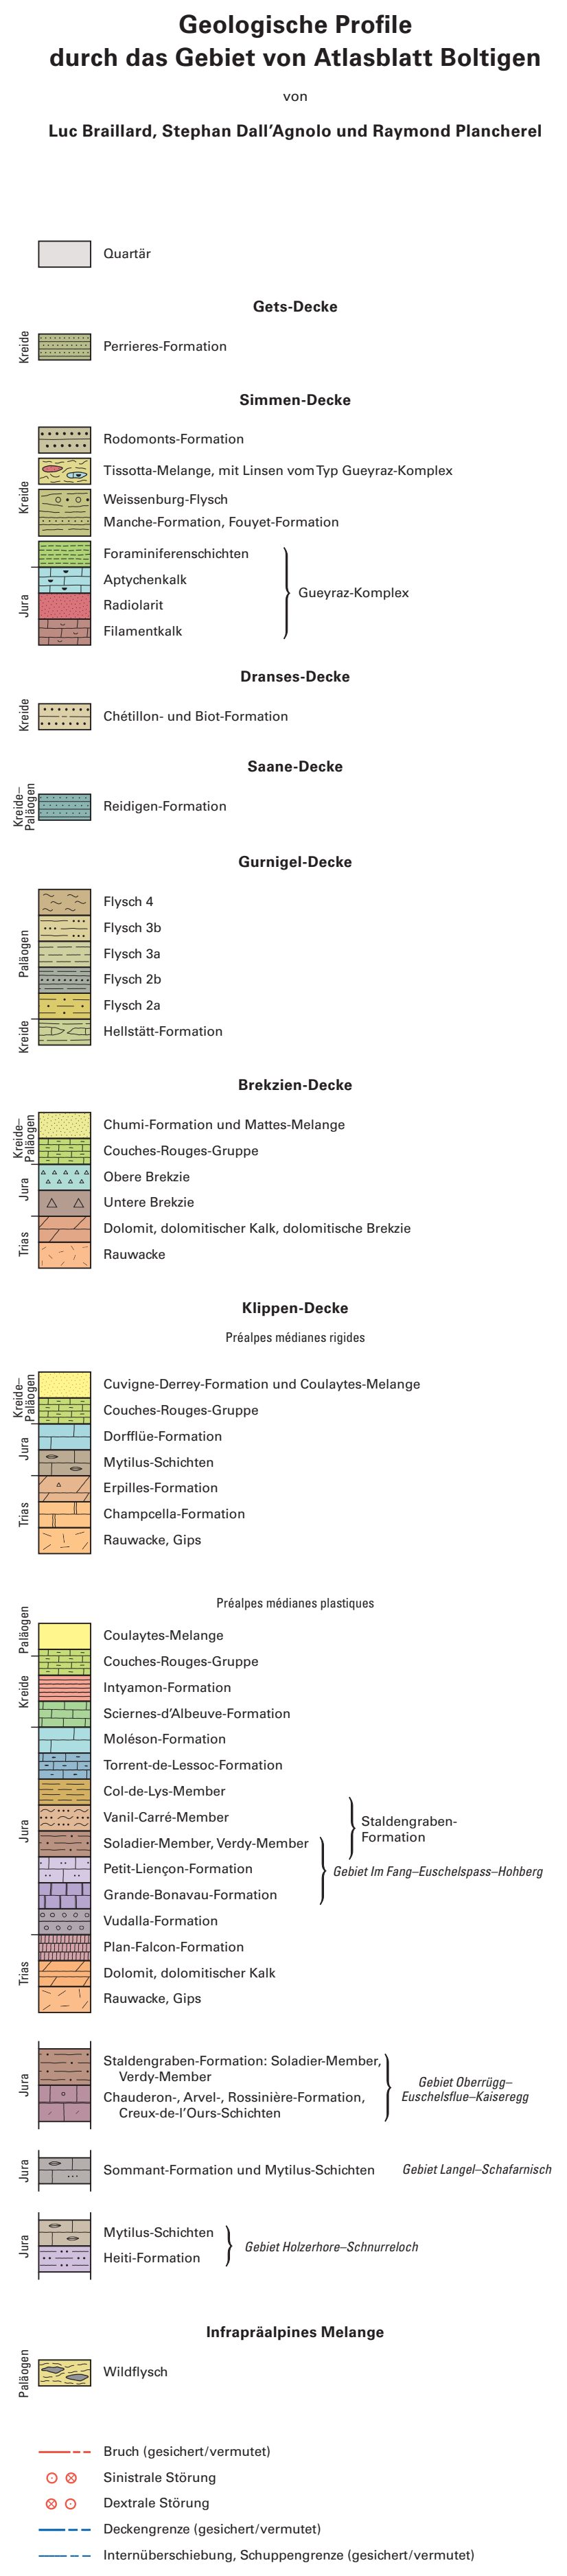 Geologische Profile
durch das Gebiet von Atlasblatt Boltigen
von
Luc Braillard, Stephan Dall'Agnolo und Raymond Plancherel
Quartär
Gets-Decke
Kreide
Perrieres-Formation
Simmen-Decke
Kreide
Rodomonts-Formation
Tissotta-Melange, mit Linsen vom Typ Gueyraz-Komplex
Weissenburg-Flysch
Manche-Formation, Fouyet-Formation
Foraminiferenschichten
Jura
Aptychenkalk
Radiolarit
Filamentkalk
Gueyraz-Komplex
Dranses-Decke
Kreide
Chétillon- und Biot-Formation
Saane-Decke
Kreide–
Paläogen
Reidigen-Formation
Gurnigel-Decke
Paläogen
Flysch 4
Flysch 3b
Flysch 3a
Flysch 2b
Flysch 2a
Kreide
Hellstätt-Formation
Brekzien-Decke
Kreide–
Paläogen
Chumi-Formation und Mattes-Melange
Couches-Rouges-Gruppe
Jura
Obere Brekzie
Untere Brekzie
Trias
Dolomit, dolomitischer Kalk, dolomitische Brekzie
Rauwacke
Klippen-Decke
Préalpes médianes rigides
Kreide–
Paläogen
Cuvigne-Derrey-Formation und Coulaytes-Melange
Couches-Rouges-Gruppe
Jura
Dorfflüe-Formation
Mytilus-Schichten
Trias
Erpilles-Formation
Champcella-Formation
Rauwacke, Gips
Préalpes médianes plastiques
Paläogen
Coulaytes-Melange
Kreide
Couches-Rouges-Gruppe
Intyamon-Formation
Sciernes-d'Albeuve-Formation
Jura
Moléson-Formation
Torrent-de-Lessoc-Formation
Col-de-Lys-Member
Vanil-Carré-Member
Soladier-Member, Verdy-Member
Staldengraben-
Formation
Petit-Liençon-Formation
Grande-Bonavau-Formation
Gebiet Im Fang–Euschelspass–Hohberg
Vudalla-Formation
Trias
Plan-Falcon-Formation
Dolomit, dolomitischer Kalk
Rauwacke, Gips
Jura
Staldengraben-Formation: Soladier-Member,
Verdy-Member
Chauderon-, Arvel-, Rossinière-Formation,
Creux-de-l'Ours-Schichten
Gebiet Oberrügg–
Euschelsflue–Kaiseregg
Jura
Sommant-Formation und Mytilus-Schichten
Gebiet Langel–Schafarnisch
Jura
Mytilus-Schichten
Heiti-Formation
Gebiet Holzerhore–Schnurreloch
Infrapräalpines Melange
Paläogen
Wildflysch
Bruch (gesichert/vermutet)
Sinistrale Störung
Dextrale Störung
Deckengrenze (gesichert/vermutet)
Internüberschiebung, Schuppengrenze (gesichert/vermutet)